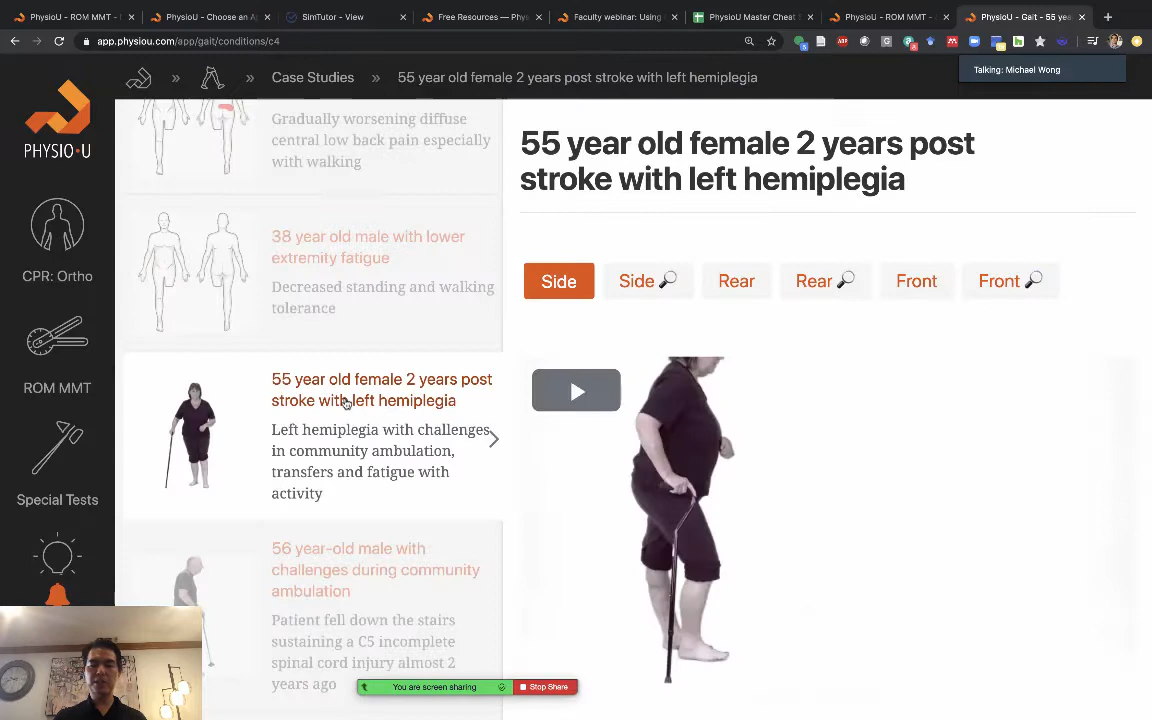 PhysioU - ROM MMT -
PhysioU - Choose an Ap
SimTutor - View
Free Resources — Phys
Faculty webinar: Using
PhysioU Master Cheat S
PhysioU - ROM MMT -
PhysioU - Gait - 55 yea
app.physiou.com/app/gait/conditions/c4
Talking: Michael Wong
» » Case Studies » 55 year old female 2 years post stroke with left hemiplegia
PHYSIO·U
CPR: Ortho
ROM MMT
Special Tests
Gradually worsening diffuse
central low back pain especially
with walking
38 year old male with lower
extremity fatigue
Decreased standing and walking
tolerance
55 year old female 2 years post
stroke with left hemiplegia
Left hemiplegia with challenges
in community ambulation,
transfers and fatigue with
activity
56 year-old male with
challenges during community
ambulation
Patient fell down the stairs
sustaining a C5 incomplete
spinal cord injury almost 2
years ago
55 year old female 2 years post
stroke with left hemiplegia
Side Side Rear Rear Front Front
You are screen sharing Stop Share